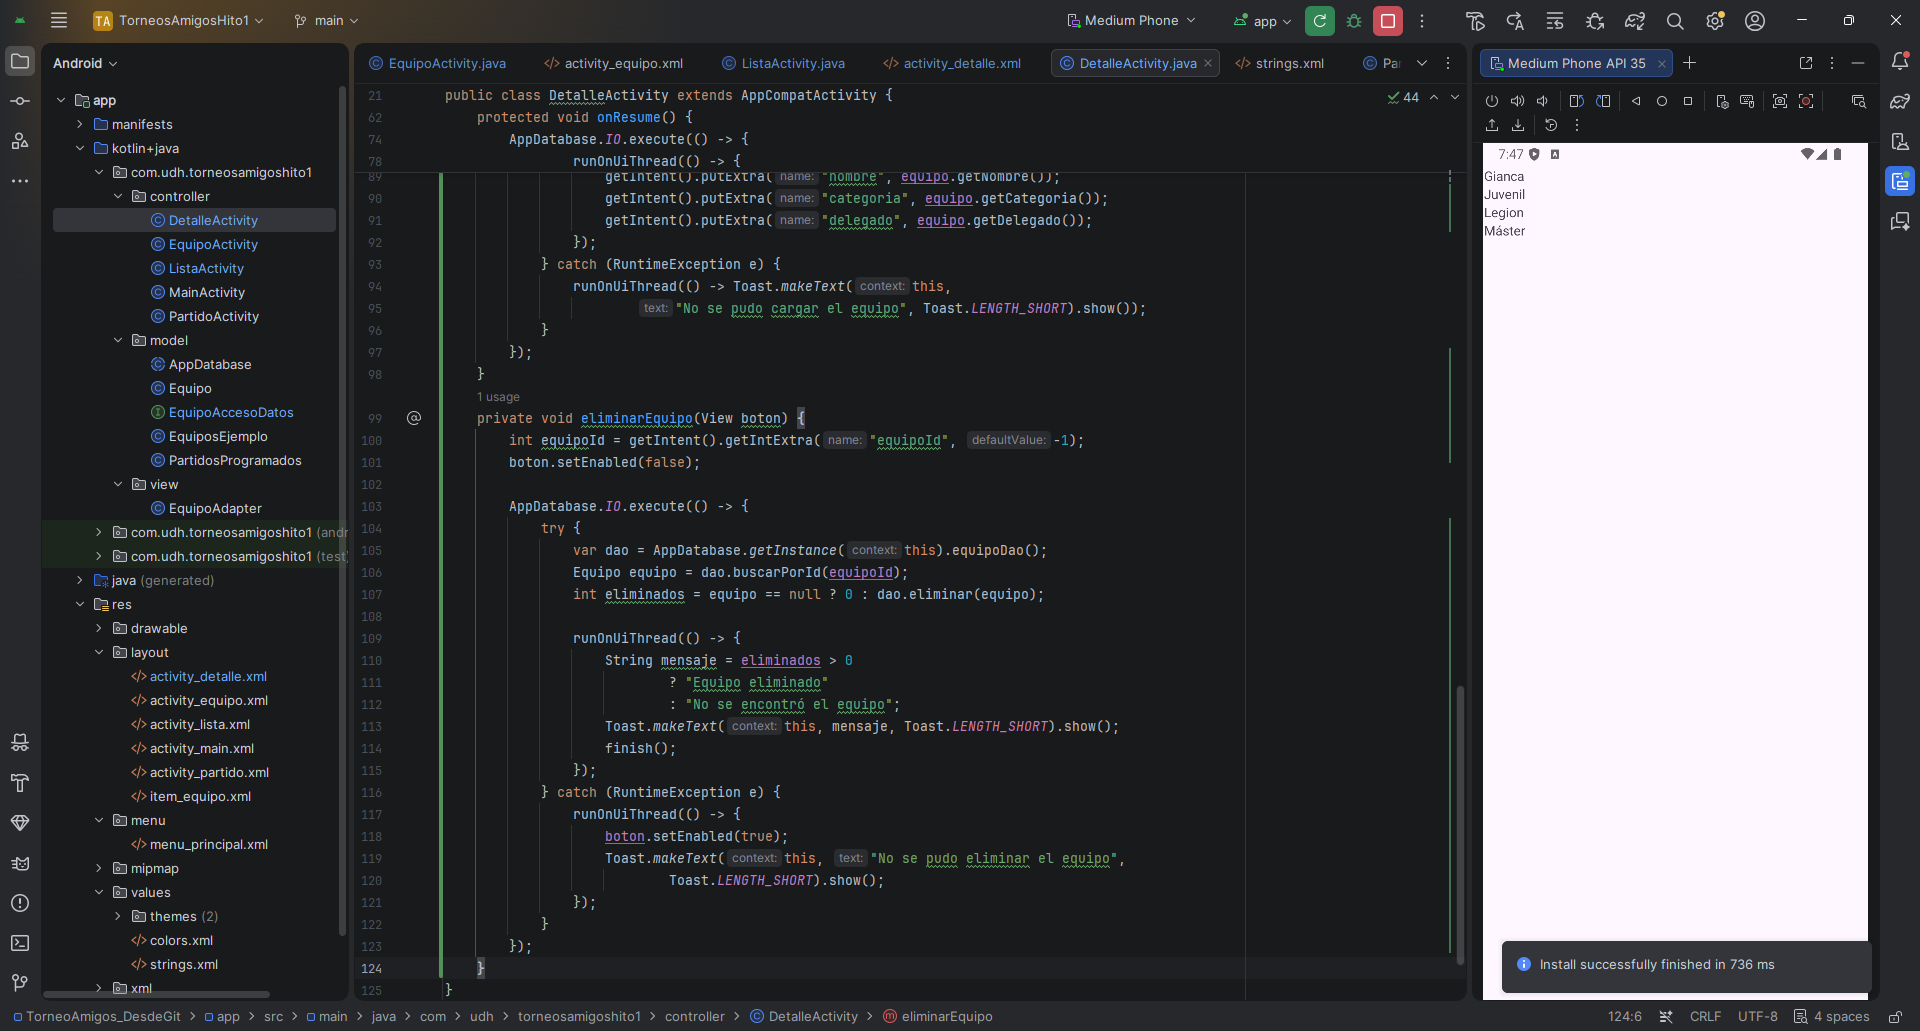 TA TorneosAmigosHito1 main Medium Phone app
Android
app
manifests
kotlin+java
com.udh.torneosamigoshito1
controller
DetalleActivity
EquipoActivity
ListaActivity
MainActivity
PartidoActivity
model
AppDatabase
Equipo
EquipoAccesoDatos
EquiposEjemplo
PartidosProgramados
view
EquipoAdapter
com.udh.torneosamigoshito1 (andr
com.udh.torneosamigoshito1 (test
java (generated)
res
drawable
layout
activity_detalle.xml
activity_equipo.xml
activity_lista.xml
activity_main.xml
activity_partido.xml
item_equipo.xml
menu
menu_principal.xml
mipmap
values
themes (2)
colors.xml
strings.xml
xml
EquipoActivity.java activity_equipo.xml ListaActivity.java activity_detalle.xml DetalleActivity.java strings.xml Pa
44
21 public class DetalleActivity extends AppCompatActivity {
62 protected void onResume() {
74 AppDatabase.IO.execute(() -> {
78 runOnUiThread(() -> {
89 getIntent().putExtra( name: "nombre", equipo.getNombre());
90 getIntent().putExtra( name: "categoria", equipo.getCategoria());
91 getIntent().putExtra( name: "delegado", equipo.getDelegado());
92 });
93 } catch (RuntimeException e) {
94 runOnUiThread(() -> Toast.makeText( context: this,
95 text: "No se pudo cargar el equipo", Toast.LENGTH_SHORT).show());
96 }
97 });
98 }
1 usage
99 @ private void eliminarEquipo(View boton) {
100 int equipoId = getIntent().getIntExtra( name: "equipoId", defaultValue: -1);
101 boton.setEnabled(false);
102
103 AppDatabase.IO.execute(() -> {
104 try {
105 var dao = AppDatabase.getInstance( context: this).equipoDao();
106 Equipo equipo = dao.buscarPorId(equipoId);
107 int eliminados = equipo == null ? 0 : dao.eliminar(equipo);
108
109 runOnUiThread(() -> {
110 String mensaje = eliminados > 0
111 ? "Equipo eliminado"
112 : "No se encontró el equipo";
113 Toast.makeText( context: this, mensaje, Toast.LENGTH_SHORT).show();
114 finish();
115 });
116 } catch (RuntimeException e) {
117 runOnUiThread(() -> {
118 boton.setEnabled(true);
119 Toast.makeText( context: this, text: "No se pudo eliminar el equipo",
120 Toast.LENGTH_SHORT).show();
121 });
122 }
123 });
124 }
125 }
Medium Phone API 35
7:47
Gianca
Juvenil
Legion
Máster
Install successfully finished in 736 ms
TorneoAmigos_DesdeGit > app > src > main > java > com > udh > torneosamigoshito1 > controller > DetalleActivity > eliminarEquipo
124:6 CRLF UTF-8 4 spaces